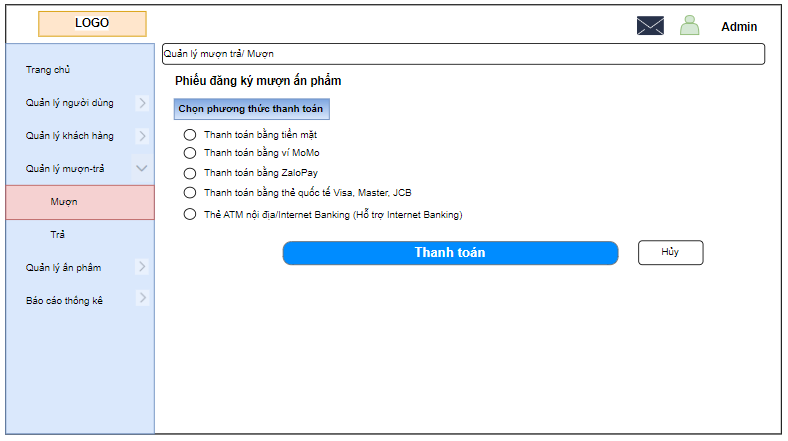 LOGO
Admin
Trang chủ
Quản lý người dùng
Quản lý khách hàng
Quản lý mượn-trả
Mượn
Trả
Quản lý ấn phẩm
Báo cáo thống kê
Quản lý mượn trả/ Mượn
Phiếu đăng ký mượn ấn phẩm
Chọn phương thức thanh toán
Thanh toán bằng tiền mặt
Thanh toán bằng ví MoMo
Thanh toán bằng ZaloPay
Thanh toán bằng thẻ quốc tế Visa, Master, JCB
Thẻ ATM nội địa/Internet Banking (Hỗ trợ Internet Banking)
Thanh toán
Hủy